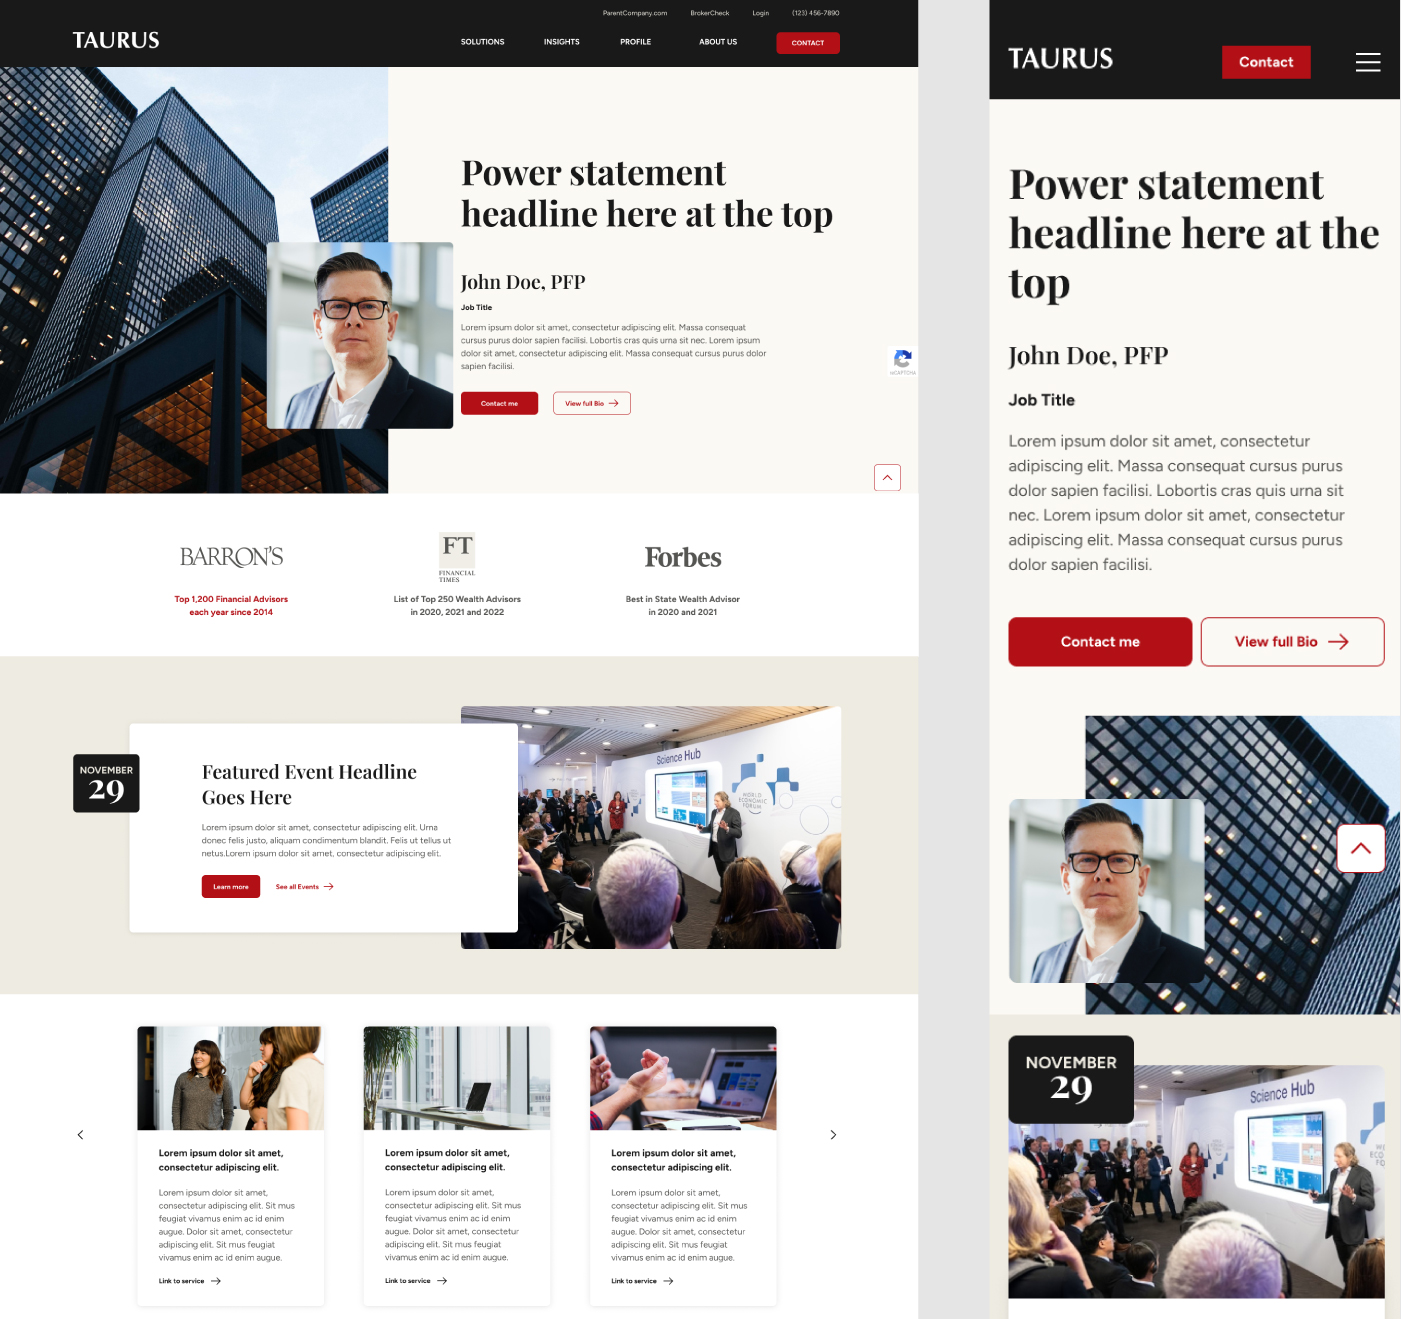 ParentCompany.com BrokerCheck Login (123) 456-7890
TAURUS
SOLUTIONS INSIGHTS PROFILE ABOUT US CONTACT
Power statement
headline here at the top
John Doe, PFP
Job Title
Lorem ipsum dolor sit amet, consectetur adipiscing elit. Massa consequat
cursus purus dolor sapien facilisi. Lobortis cras quis urna sit nec. Lorem ipsum
dolor sit amet, consectetur adipiscing elit. Massa consequat cursus purus dolor
sapien facilisi.
Contact me View full Bio
reCAPTCHA
BARRON'S
Top 1,200 Financial Advisors
each year since 2014
FT
FINANCIAL
TIMES
List of Top 250 Wealth Advisors
in 2020, 2021 and 2022
Forbes
Best in State Wealth Advisor
in 2020 and 2021
NOVEMBER
29
Featured Event Headline
Goes Here
Lorem ipsum dolor sit amet, consectetur adipiscing elit. Urna
donec felis justo, aliquam condimentum blandit. Felis ut tellus ut
netus.Lorem ipsum dolor sit amet, consectetur adipiscing elit.
Learn more See all Events
Science Hub
WORLD
ECONOMIC
FORUM
Lorem ipsum dolor sit amet,
consectetur adipiscing elit.
Lorem ipsum dolor sit amet,
consectetur adipiscing elit. Sit mus
feugiat vivamus enim ac id enim
augue. Dolor sit amet, consectetur
adipiscing elit. Sit mus feugiat
vivamus enim ac id enim augue.
Link to service
Lorem ipsum dolor sit amet,
consectetur adipiscing elit.
Lorem ipsum dolor sit amet,
consectetur adipiscing elit. Sit mus
feugiat vivamus enim ac id enim
augue. Dolor sit amet, consectetur
adipiscing elit. Sit mus feugiat
vivamus enim ac id enim augue.
Link to service
Lorem ipsum dolor sit amet,
consectetur adipiscing elit.
Lorem ipsum dolor sit amet,
consectetur adipiscing elit. Sit mus
feugiat vivamus enim ac id enim
augue. Dolor sit amet, consectetur
adipiscing elit. Sit mus feugiat
vivamus enim ac id enim augue.
Link to service
TAURUS
Contact
Power statement
headline here at the
top
John Doe, PFP
Job Title
Lorem ipsum dolor sit amet, consectetur
adipiscing elit. Massa consequat cursus purus
dolor sapien facilisi. Lobortis cras quis urna sit
nec. Lorem ipsum dolor sit amet, consectetur
adipiscing elit. Massa consequat cursus purus
dolor sapien facilisi.
Contact me View full Bio
NOVEMBER
29
Science Hub
WO
ECO
FO